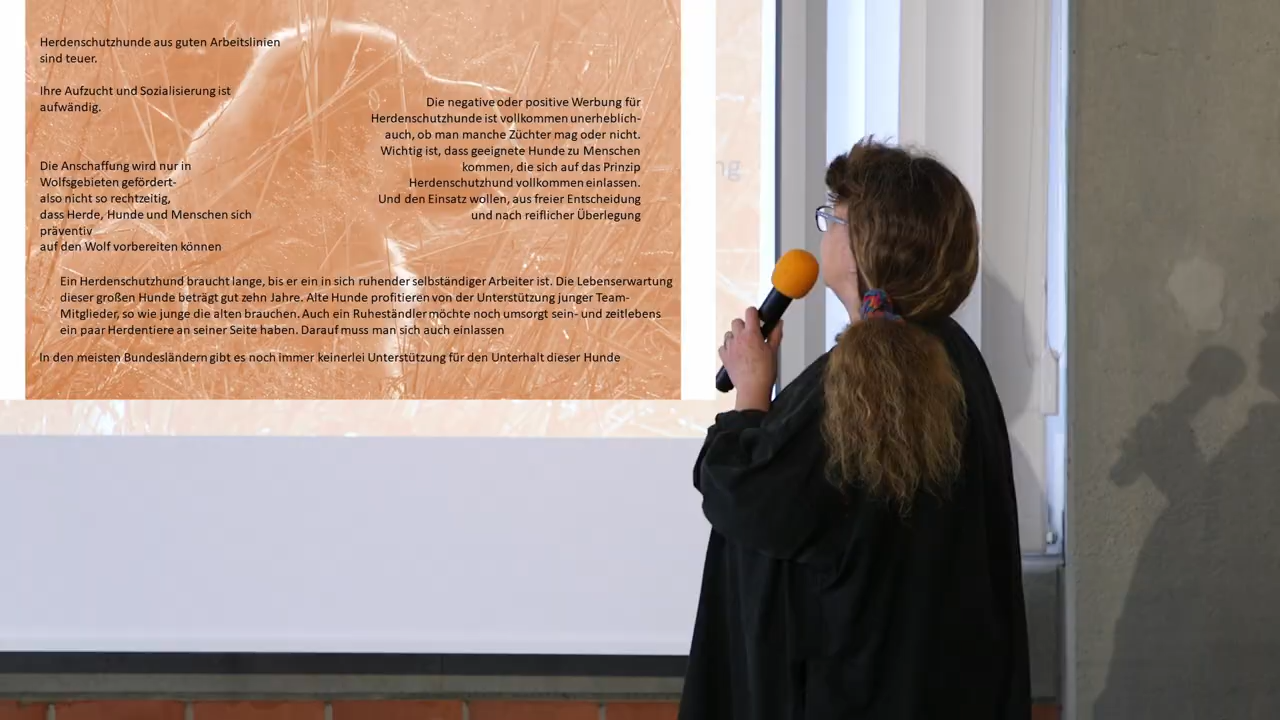 Herdenschutzhunde aus guten Arbeitslinien
sind teuer.
Ihre Aufzucht und Sozialisierung ist
aufwändig.
Die Anschaffung wird nur in
Wolfsgebieten gefördert-
also nicht so rechtzeitig,
dass Herde, Hunde und Menschen sich
präventiv
auf den Wolf vorbereiten können
Die negative oder positive Werbung für
Herdenschutzhunde ist vollkommen unerheblich-
auch, ob man manche Züchter mag oder nicht.
Wichtig ist, dass geeignete Hunde zu Menschen
kommen, die sich auf das Prinzip
Herdenschutzhund vollkommen einlassen.
Und den Einsatz wollen, aus freier Entscheidung
und nach reiflicher Überlegung
Ein Herdenschutzhund braucht lange, bis er ein in sich ruhender selbständiger Arbeiter ist. Die Lebenserwartung
dieser großen Hunde beträgt gut zehn Jahre. Alte Hunde profitieren von der Unterstützung junger Team-
Mitglieder, so wie junge die alten brauchen. Auch ein Ruheständler möchte noch umsorgt sein- und zeitlebens
ein paar Herdentiere an seiner Seite haben. Darauf muss man sich auch einlassen
In den meisten Bundesländern gibt es noch immer keinerlei Unterstützung für den Unterhalt dieser Hunde